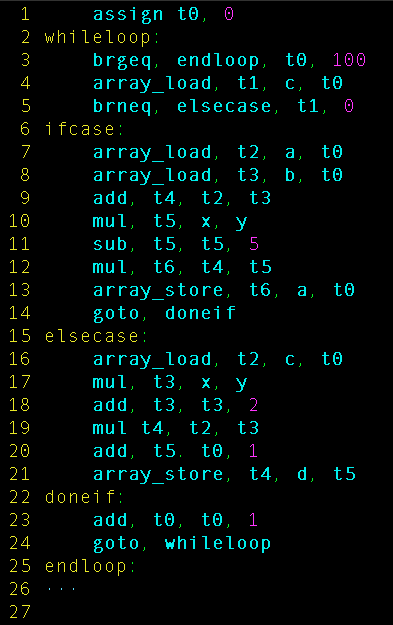 1 assign t0, 0
2 whileloop:
3 brgeq, endloop, t0, 100
4 array_load, t1, c, t0
5 brneq, elsecase, t1, 0
6 ifcase:
7 array_load, t2, a, t0
8 array_load, t3, b, t0
9 add, t4, t2, t3
10 mul, t5, x, y
11 sub, t5, t5, 5
12 mul, t6, t4, t5
13 array_store, t6, a, t0
14 goto, doneif
15 elsecase:
16 array_load, t2, c, t0
17 mul, t3, x, y
18 add, t3, t3, 2
19 mul t4, t2, t3
20 add, t5. t0, 1
21 array_store, t4, d, t5
22 doneif:
23 add, t0, t0, 1
24 goto, whileloop
25 endloop:
26 ...
27